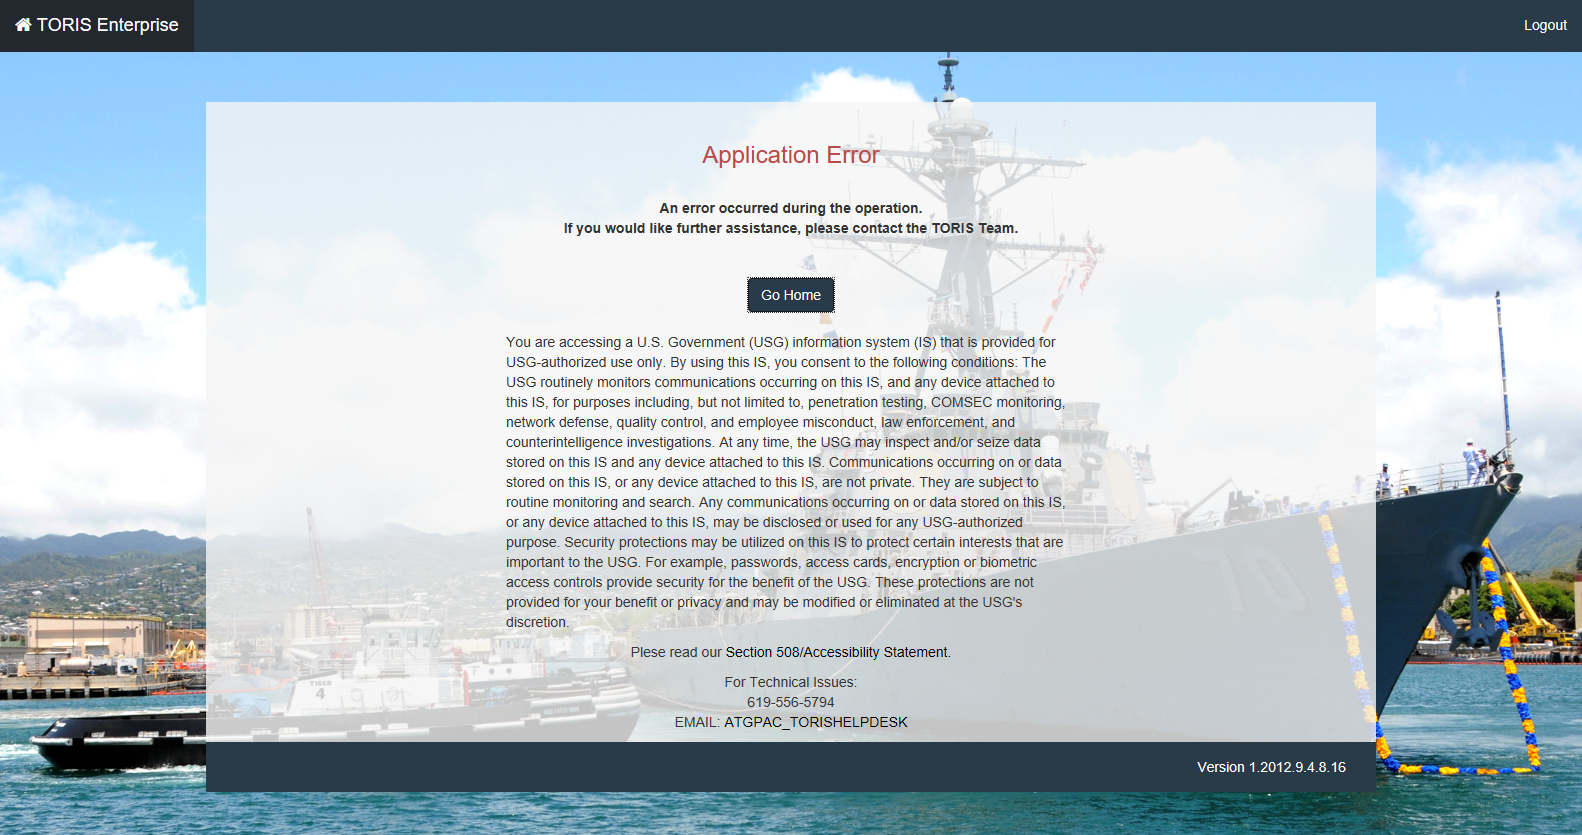 TORIS Enterprise
Logout
Application Error
An error occurred during the operation.
If you would like further assistance, please contact the TORIS Team.
Go Home
You are accessing a U.S. Government (USG) information system (IS) that is provided for
USG-authorized use only. By using this IS, you consent to the following conditions: The
USG routinely monitors communications occurring on this IS, and any device attached to
this IS, for purposes including, but not limited to, penetration testing, COMSEC monitoring,
network defense, quality control, and employee misconduct, law enforcement, and
counterintelligence investigations. At any time, the USG may inspect and/or seize data
stored on this IS and any device attached to this IS. Communications occurring on or data
stored on this IS, or any device attached to this IS, are not private. They are subject to
routine monitoring and search. Any communications occurring on or data stored on this IS,
or any device attached to this IS, may be disclosed or used for any USG-authorized
purpose. Security protections may be utilized on this IS to protect certain interests that are
important to the USG. For example, passwords, access cards, encryption or biometric
access controls provide security for the benefit of the USG. These protections are not
provided for your benefit or privacy and may be modified or eliminated at the USG's
discretion.
Plese read our Section 508/Accessibility Statement.
For Technical Issues:
619-556-5794
EMAIL: ATGPAC_TORISHELPDESK
Version 1.2012.9.4.8.16
70
TIGER
4